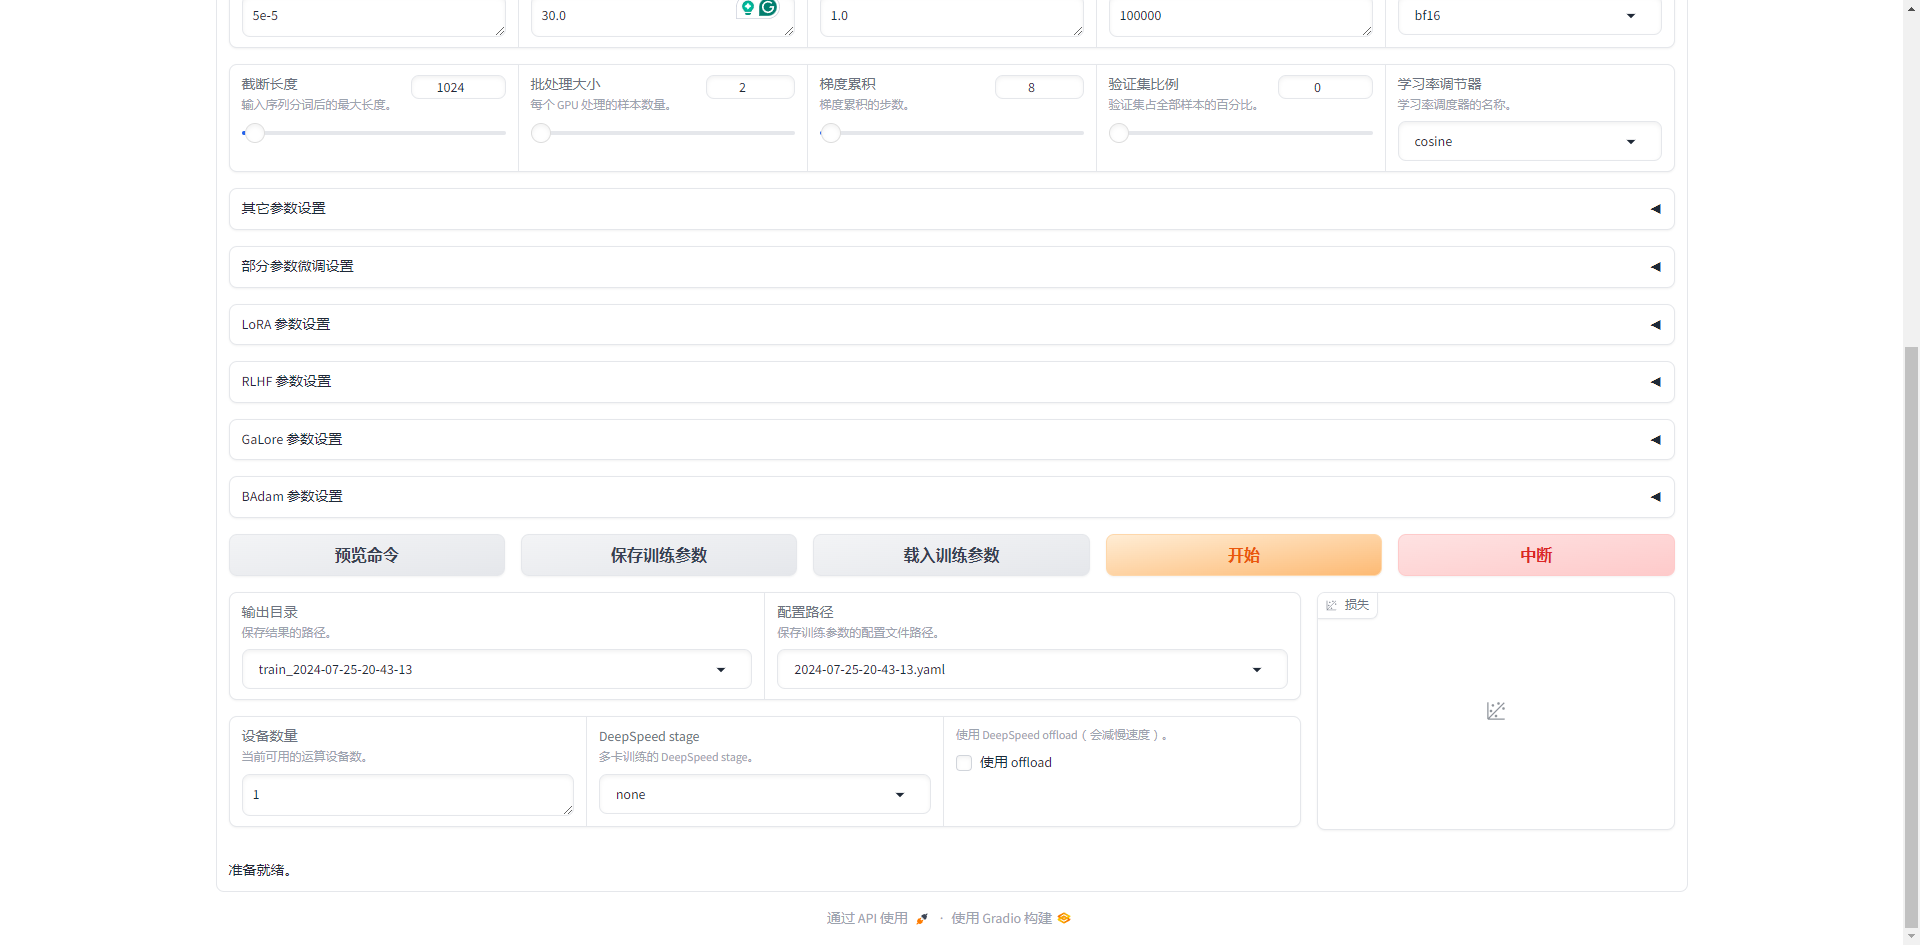 5e-5 30.0 1.0 100000 bf16
截断长度 1024 批处理大小 2 梯度累积 8 验证集比例 0 学习率调节器
输入序列分词后的最大长度。 每个 GPU 处理的样本数量。 梯度累积的步数。 验证集占全部样本的百分比。 学习率调度器的名称。
cosine
其它参数设置
部分参数微调设置
LoRA 参数设置
RLHF 参数设置
GaLore 参数设置
BAdam 参数设置
预览命令 保存训练参数 载入训练参数 开始 中断
输出目录 配置路径 损失
保存结果的路径。 保存训练参数的配置文件路径。
train_2024-07-25-20-43-13 2024-07-25-20-43-13.yaml
设备数量 DeepSpeed stage 使用 DeepSpeed offload（会减慢速度）。
当前可用的运算设备数。 多卡训练的 DeepSpeed stage。 使用 offload
1 none
准备就绪。
通过 API 使用 · 使用 Gradio 构建